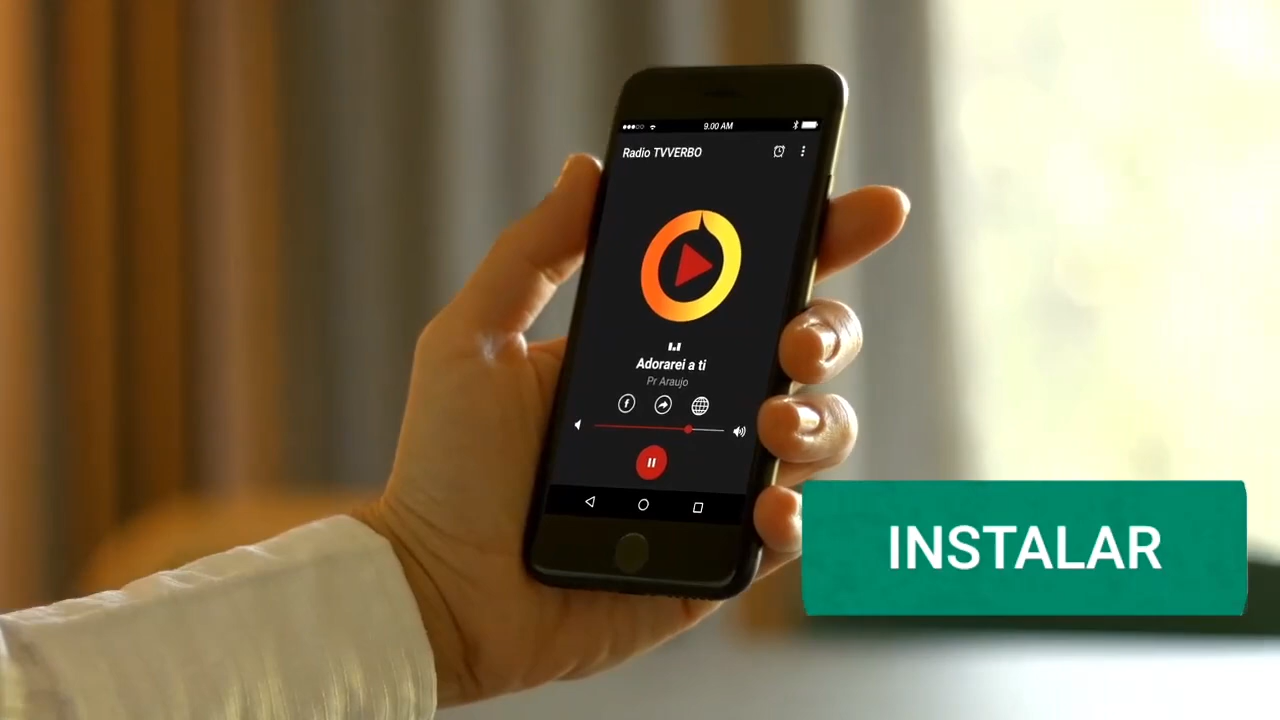 9.00 AM
Radio TVVERBO
Adorarei a ti
Pr Araujo
INSTALAR